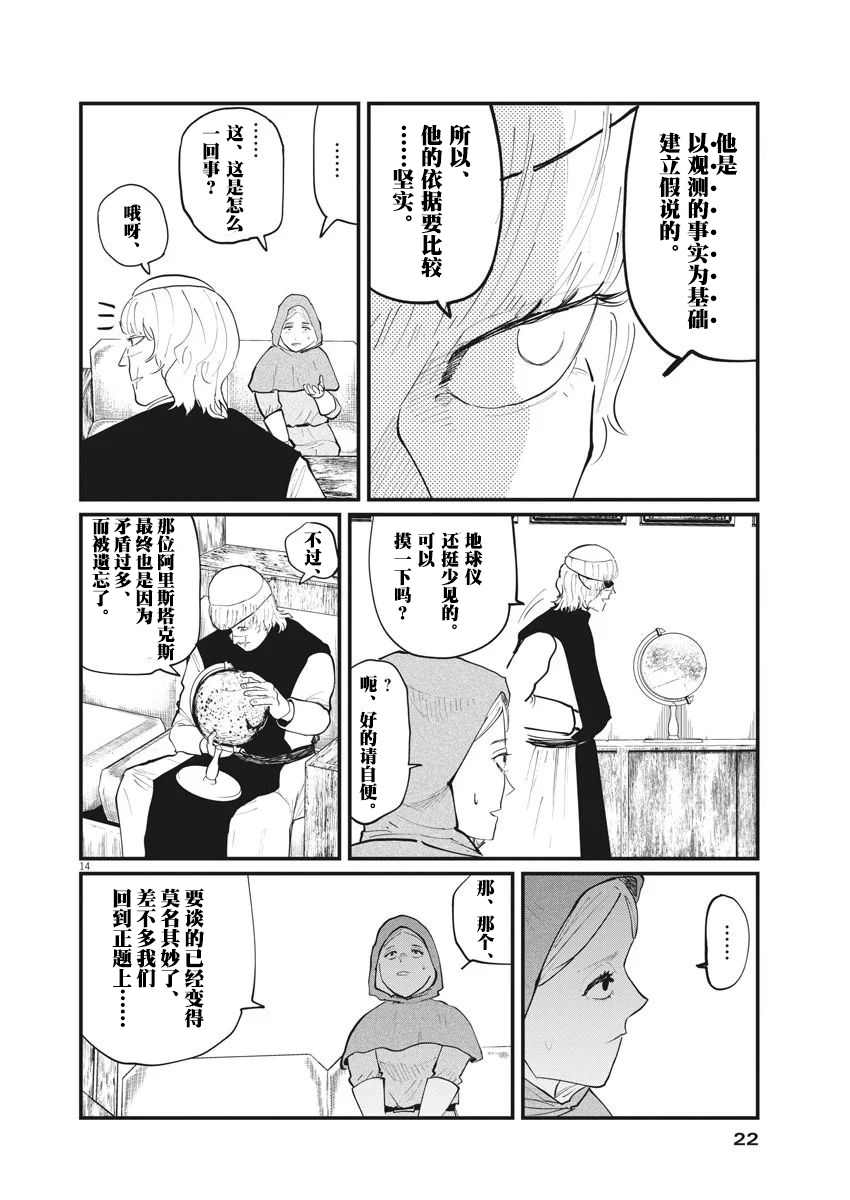 他是
以观测的事实为基础
建立假说的。
所以、
他的依据要比较
……坚实。
……
……
这、这是怎么
一回事？
哦呀、
地球仪
还挺少见的。
可以
摸一下吗？
？
呃、好的请自便。
不过、
那位阿里斯塔克斯
最终也是因为
矛盾过多、
而被遗忘了。
14
……
那、那个、
要谈的已经变得
莫名其妙了、
差不多我们
回到正题上……
22